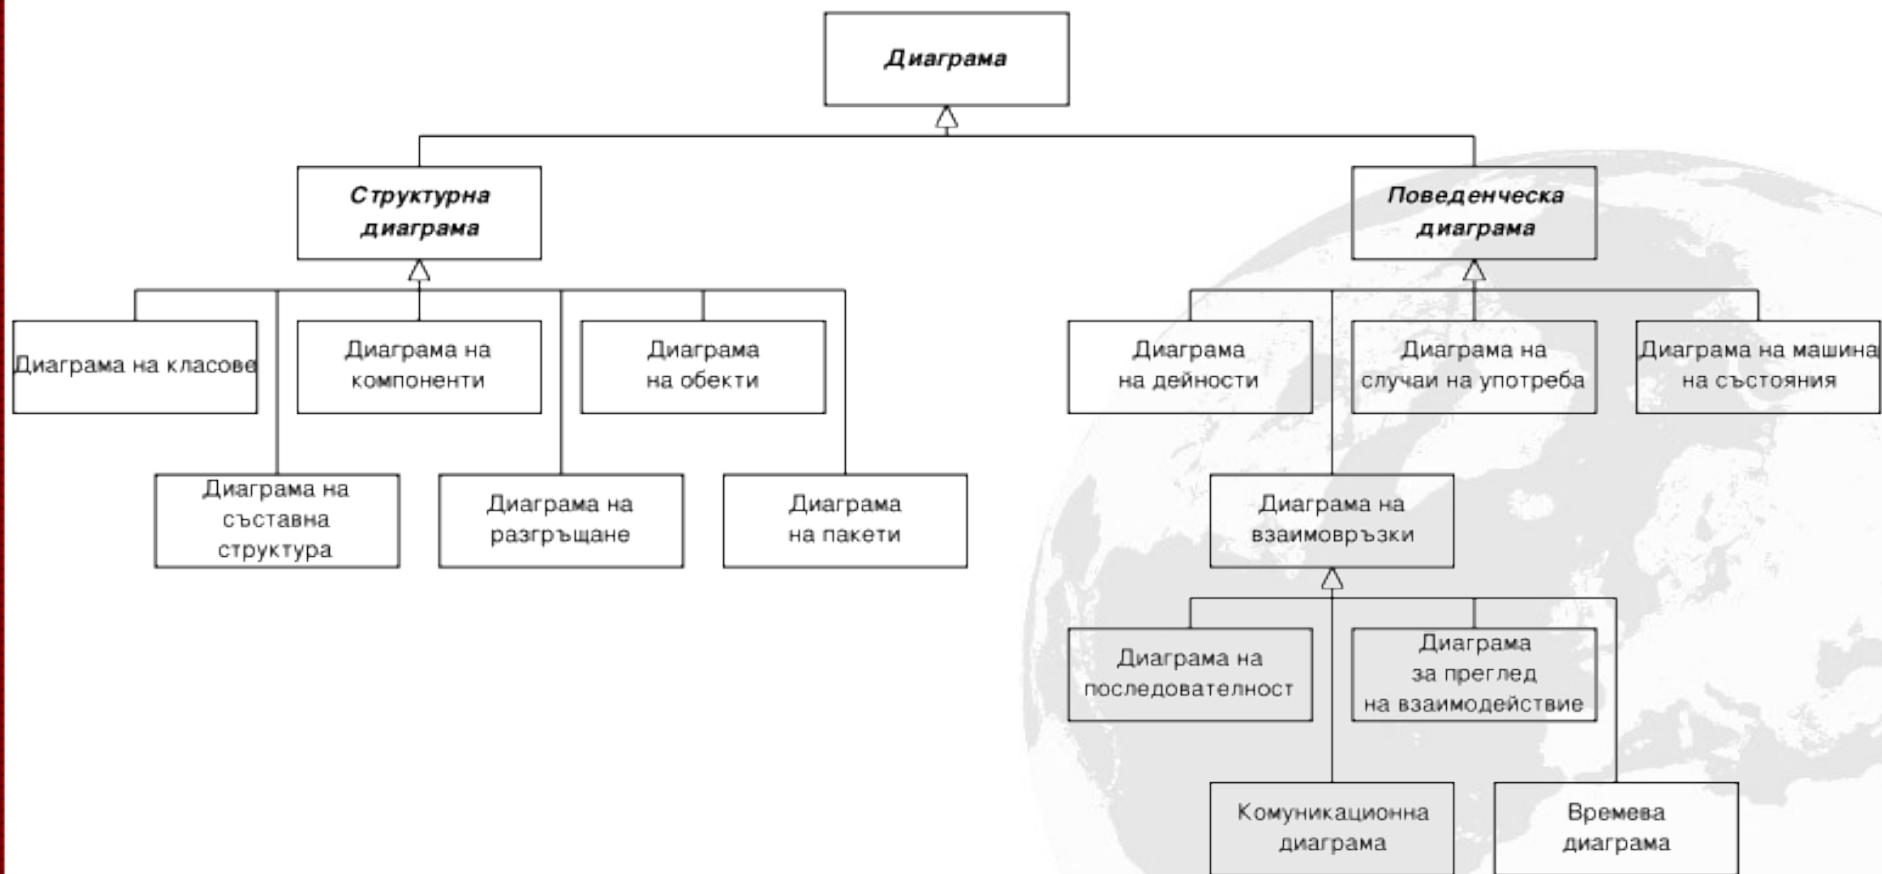 Диаграма
Структурна
диаграма
Поведенческа
диаграма
Диаграма на класове
Диаграма на
компоненти
Диаграма
на обекти
Диаграма
на дейности
Диаграма на
случаи на употреба
Диаграма на машина
на състояния
Диаграма на
съставна
структура
Диаграма на
разгръщане
Диаграма
на пакети
Диаграма на
взаимовръзки
Диаграма на
последователност
Диаграма
за преглед
на взаимодействие
Комуникационна
диаграма
Времева
диаграма